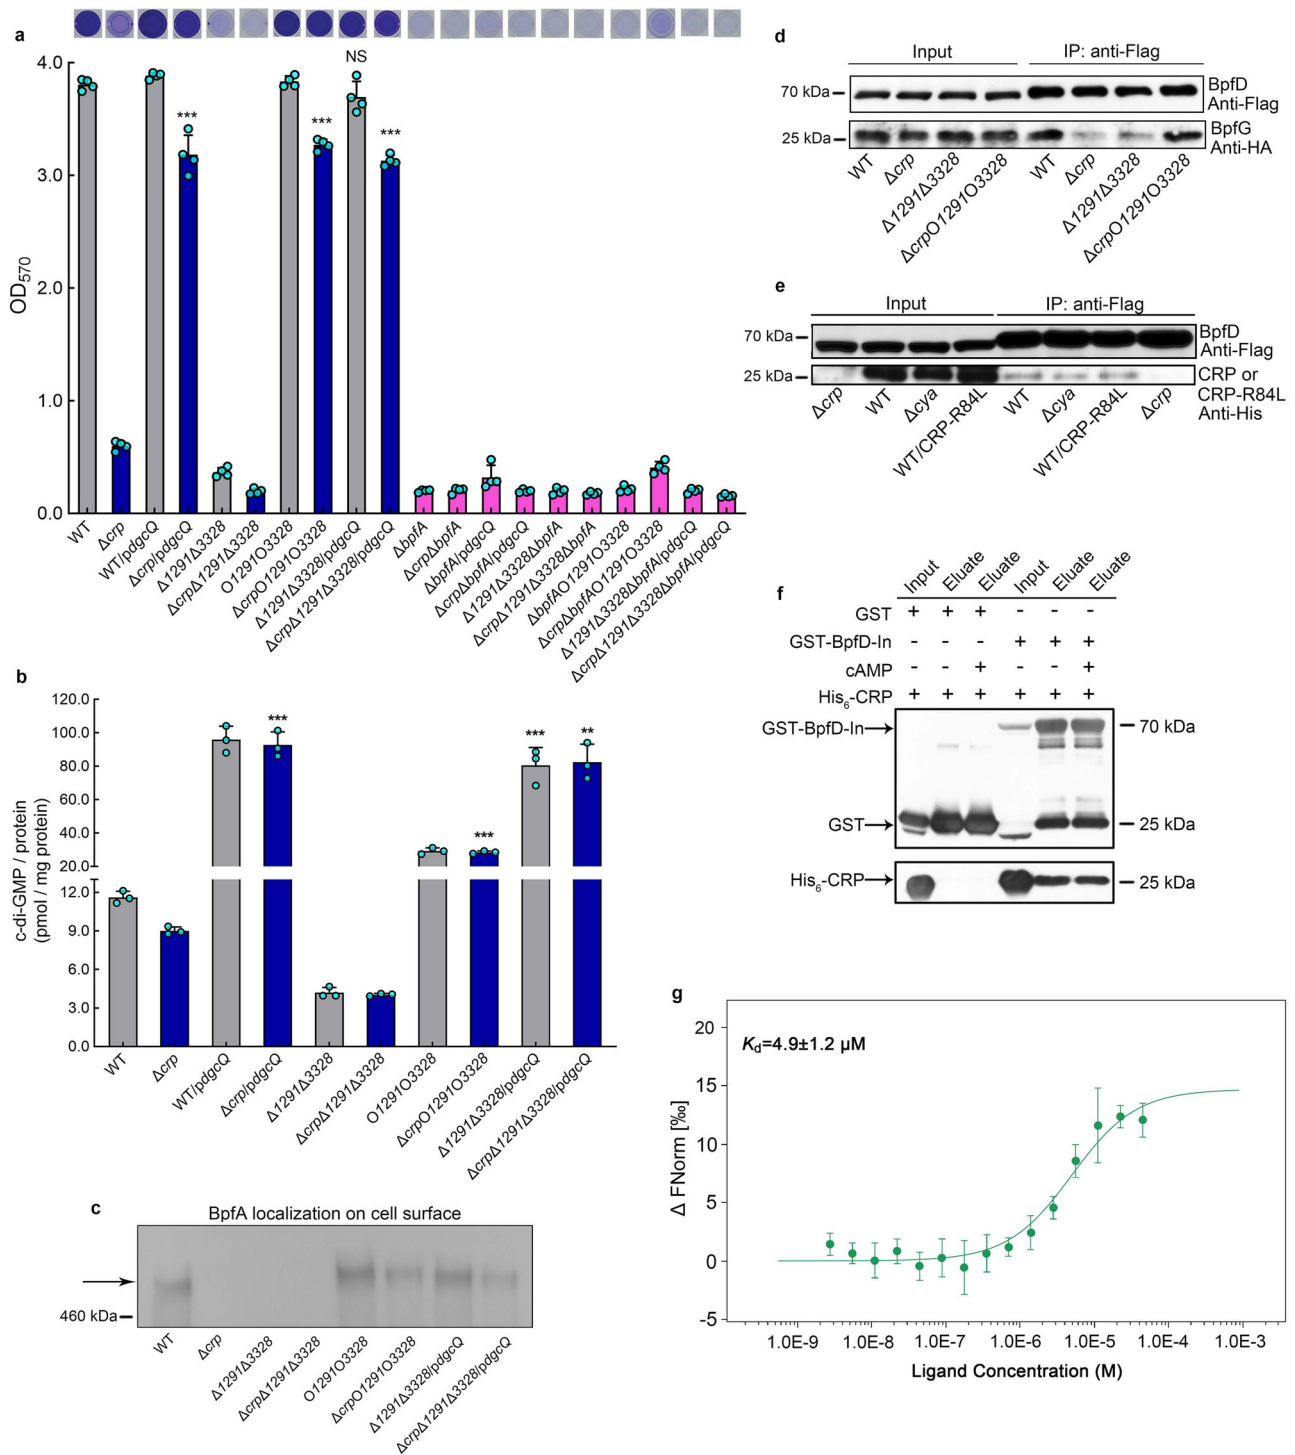 a
NS
***
***
***
4.0
3.0
2.0
1.0
0.0
OD570
WT
Δcrp
WT/pdgcQ
Δcrp/pdgcQ
Δ1291Δ3328
ΔcrpΔ1291Δ3328
O1291O3328
ΔcrpO1291O3328
Δ1291Δ3328/pdgcQ
ΔcrpΔ1291Δ3328/pdgcQ
ΔbpfA
ΔcrpΔbpfA
ΔbpfA/pdgcQ
ΔcrpΔbpfA/pdgcQ
Δ1291Δ3328ΔbpfA
ΔcrpΔ1291Δ3328ΔbpfA
ΔbpfAO1291O3328
ΔcrpΔbpfAO1291O3328
Δ1291Δ3328ΔbpfA/pdgcQ
ΔcrpΔ1291Δ3328ΔbpfA/pdgcQ
b
120.0
100.0
80.0
60.0
40.0
20.0
12.0
9.0
6.0
3.0
0.0
c-di-GMP / protein
(pmol / mg protein)
***
***
***
**
WT
Δcrp
WT/pdgcQ
Δcrp/pdgcQ
Δ1291Δ3328
ΔcrpΔ1291Δ3328
O1291O3328
ΔcrpO1291O3328
Δ1291Δ3328/pdgcQ
ΔcrpΔ1291Δ3328/pdgcQ
c
BpfA localization on cell surface
460 kDa
WT
Δcrp
Δ1291Δ3328
ΔcrpΔ1291Δ3328
O1291O3328
ΔcrpO1291O3328
Δ1291Δ3328/pdgcQ
ΔcrpΔ1291Δ3328/pdgcQ
d
Input IP: anti-Flag
70 kDa
BpfD
Anti-Flag
25 kDa
BpfG
Anti-HA
WT
Δcrp
Δ1291Δ3328
ΔcrpO1291O3328
WT
Δcrp
Δ1291Δ3328
ΔcrpO1291O3328
e
Input IP: anti-Flag
70 kDa
BpfD
Anti-Flag
25 kDa
CRP or
CRP-R84L
Anti-His
Δcrp
WT
Δcya
WT/CRP-R84L
WT
Δcya
WT/CRP-R84L
Δcrp
f
Input Eluate Eluate Input Eluate Eluate
GST + + + - - -
GST-BpfD-In - - - + + +
cAMP - - + - - +
His6-CRP + + + + + +
GST-BpfD-In
70 kDa
GST
25 kDa
His6-CRP
25 kDa
g
Kd=4.9±1.2 μM
20
15
10
5
0
-5
Δ FNorm [‰]
1.0E-9 1.0E-8 1.0E-7 1.0E-6 1.0E-5 1.0E-4 1.0E-3
Ligand Concentration (M)